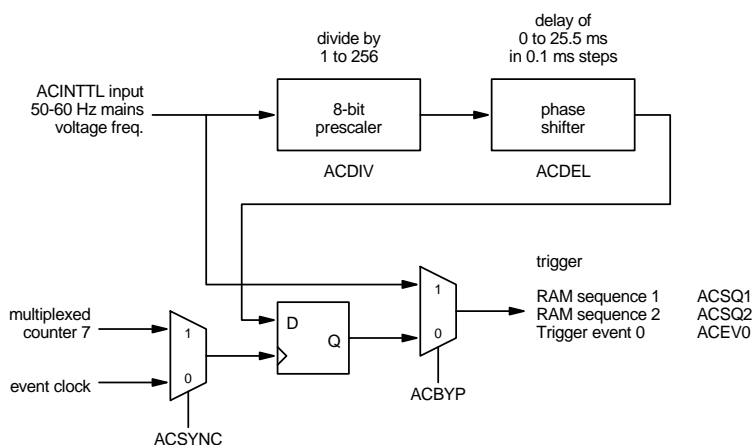 divide by
1 to 256
delay of
0 to 25.5 ms
in 0.1 ms steps
ACINTTL input
50-60 Hz mains
voltage freq.
8-bit
prescaler
phase
shifter
ACDIV
ACDEL
trigger
RAM sequence 1 ACSQ1
RAM sequence 2 ACSQ2
Trigger event 0 ACEV0
multiplexed
counter 7
event clock
1
0
D
Q
1
0
ACBYP
ACSYNC